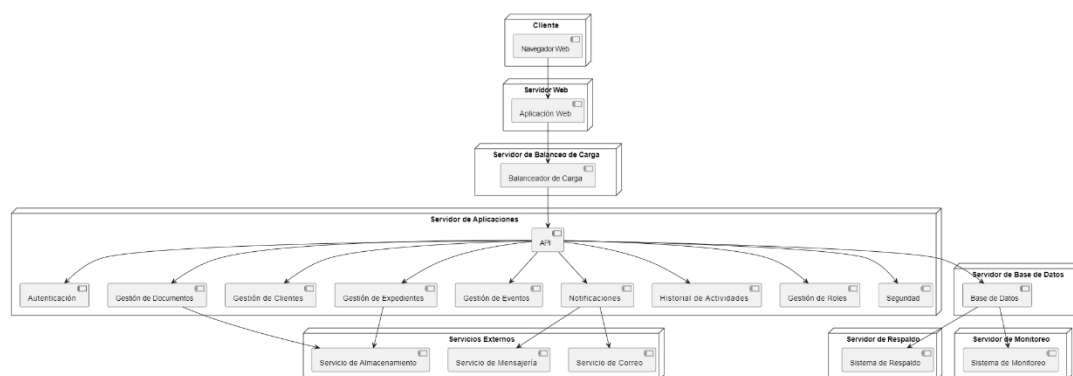 Cliente
Navegador Web
Servidor Web
Aplicación Web
Servidor de Balanceo de Carga
Balanceador de Carga
Servidor de Aplicaciones
API
Servidor de Base de Datos
Autenticación
Gestión de Documentos
Gestión de Clientes
Gestión de Expedientes
Gestión de Eventos
Notificaciones
Historial de Actividades
Gestión de Roles
Seguridad
Base de Datos
Servicios Externos
Servidor de Respaldo
Servidor de Monitoreo
Servicio de Almacenamiento
Servicio de Mensajería
Servicio de Correo
Sistema de Respaldo
Sistema de Monitoreo